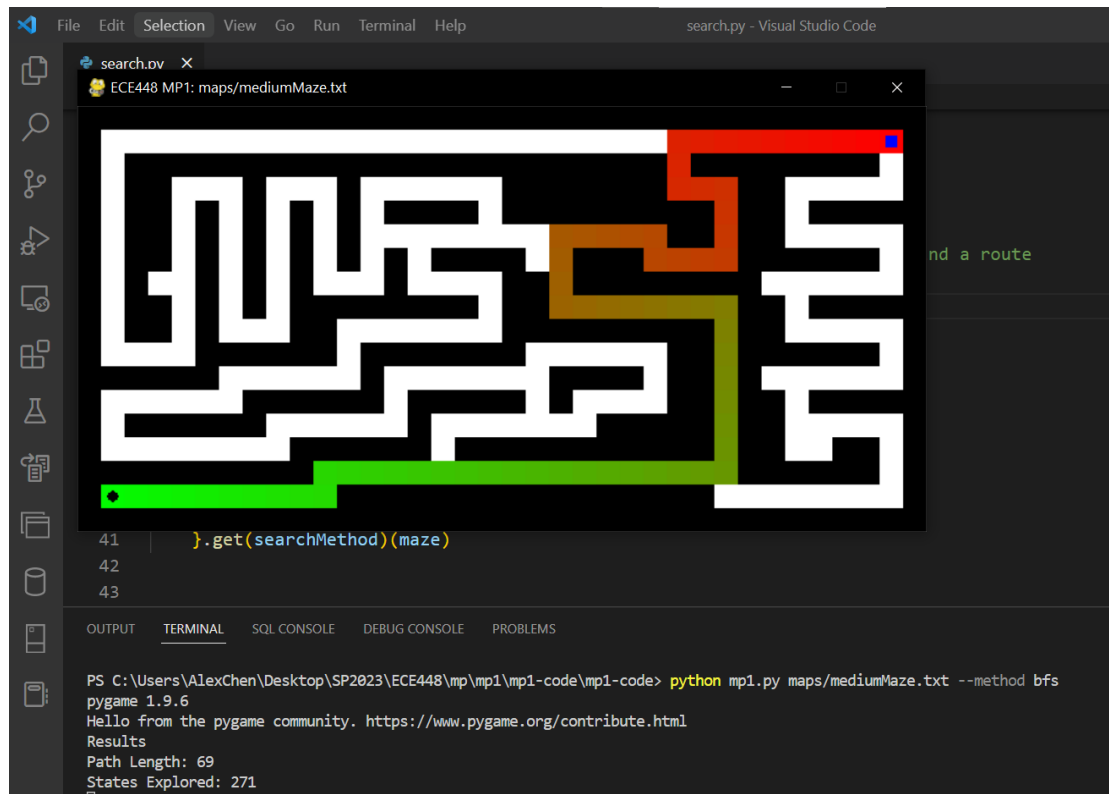 File Edit Selection View Go Run Terminal Help search.py - Visual Studio Code
search.py
ECE448 MP1: maps/mediumMaze.txt
nd a route
41 }.get(searchMethod)(maze)
42
43
OUTPUT TERMINAL SQL CONSOLE DEBUG CONSOLE PROBLEMS
PS C:\Users\AlexChen\Desktop\SP2023\ECE448\mp\mp1\mp1-code\mp1-code> python mp1.py maps/mediumMaze.txt --method bfs
pygame 1.9.6
Hello from the pygame community. https://www.pygame.org/contribute.html
Results
Path Length: 69
States Explored: 271